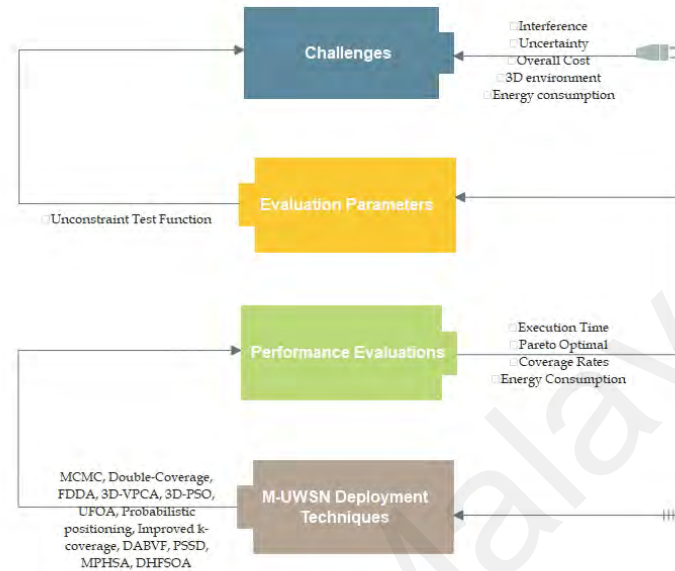 Challenges
Interference
Uncertainty
Overall Cost
3D environment
Energy consumption
Evaluation Parameters
Unconstraint Test Function
Performance Evaluations
Execution Time
Pareto Optimal
Coverage Rates
Energy Consumption
M-UWSN Deployment
Techniques
MCMC, Double-Coverage,
FDDA, 3D-VPCA, 3D-PSO,
UFOA, Probabilistic
positioning, Improved k-
coverage, DABVF, PSSD,
MPHSA, DHFSOA